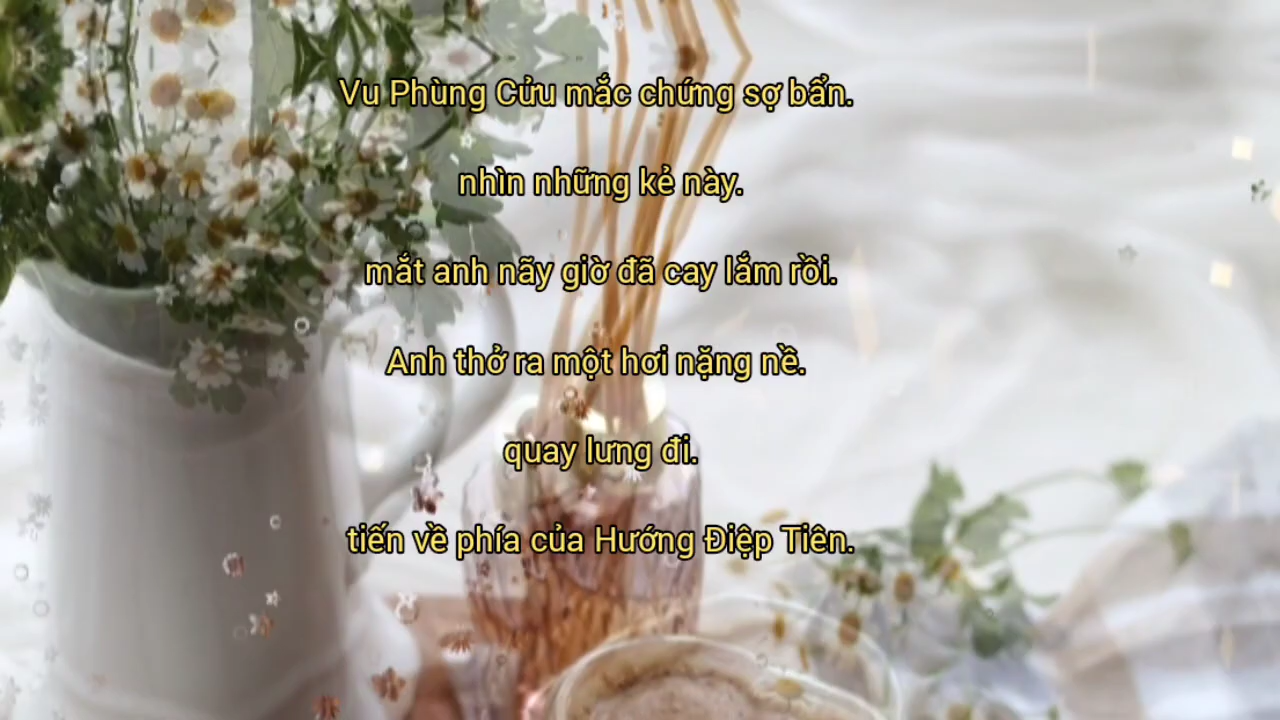 Vu Phùng Cửu mắc chứng sợ bẩn.
nhìn những kẻ này.
mắt anh nãy giờ đã cay lắm rồi.
Anh thở ra một hơi nặng nề.
quay lưng đi.
tiến về phía của Hướng Điệp Tiên.